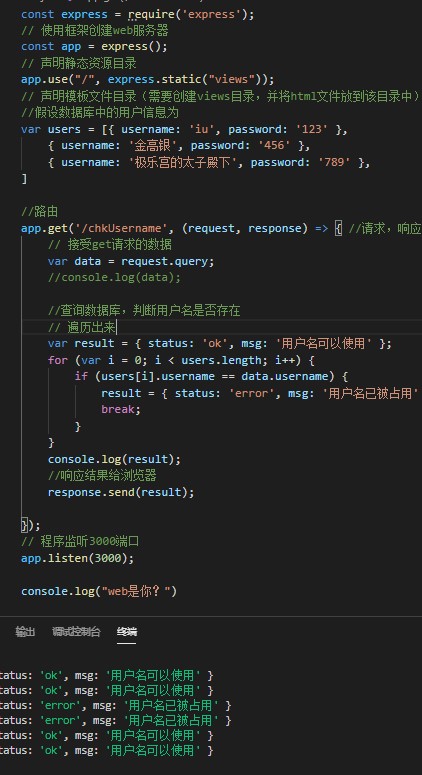 const express = require('express');
// 使用框架创建web服务器
const app = express();
// 声明静态资源目录
app.use("/", express.static("views"));
// 声明模板文件目录（需要创建views目录，并将html文件放到该目录中）
//假设数据库中的用户信息为
var users = [{ username: 'iu', password: '123' },
{ username: '金高银', password: '456' },
{ username: '极乐宫的太子殿下', password: '789' },
]
//路由
app.get('/chkUsername', (request, response) => { //请求，响应
// 接受get请求的数据
var data = request.query;
//console.log(data);
//查询数据库，判断用户名是否存在
// 遍历出来
var result = { status: 'ok', msg: '用户名可以使用' };
for (var i = 0; i < users.length; i++) {
if (users[i].username == data.username) {
result = { status: 'error', msg: '用户名已被占用'
break;
}
}
console.log(result);
//响应结果给浏览器
response.send(result);
});
// 程序监听3000端口
app.listen(3000);
console.log("web是你？")
输出 调试控制台 终端
tatus: 'ok', msg: '用户名可以使用' }
tatus: 'ok', msg: '用户名可以使用' }
tatus: 'error', msg: '用户名已被占用' }
tatus: 'error', msg: '用户名已被占用' }
tatus: 'ok', msg: '用户名可以使用' }
tatus: 'ok', msg: '用户名可以使用' }